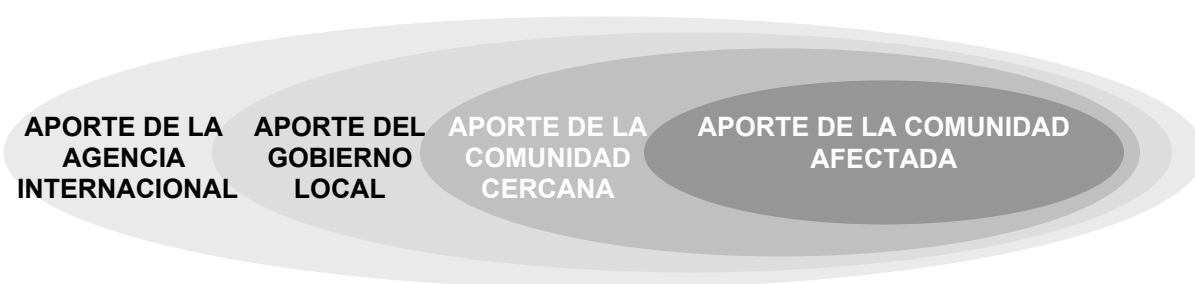 APORTE DE LA
AGENCIA
INTERNACIONAL
APORTE DEL
GOBIERNO
LOCAL
APORTE DE LA
COMUNIDAD
CERCANA
APORTE DE LA COMUNIDAD
AFECTADA